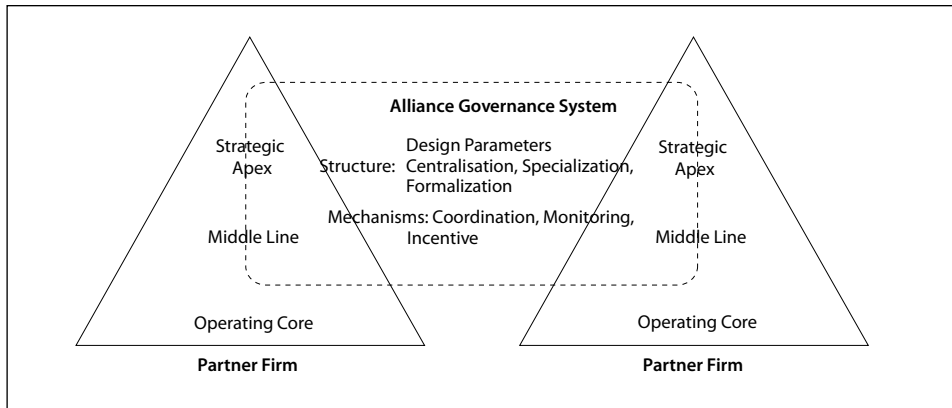 Alliance Governance System
Strategic
Apex
Design Parameters
Structure: Centralisation, Specialization,
Formalization
Strategic
Apex
Mechanisms: Coordination, Monitoring,
Incentive
Middle Line
Middle Line
Operating Core
Operating Core
Partner Firm
Partner Firm